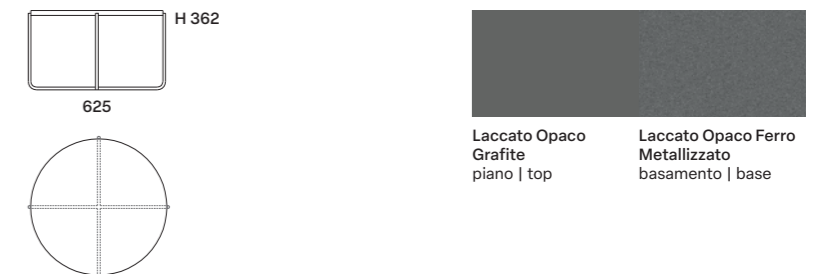 H 362
625
Laccato Opaco
Grafite
piano | top
Laccato Opaco Ferro
Metallizzato
basamento | base